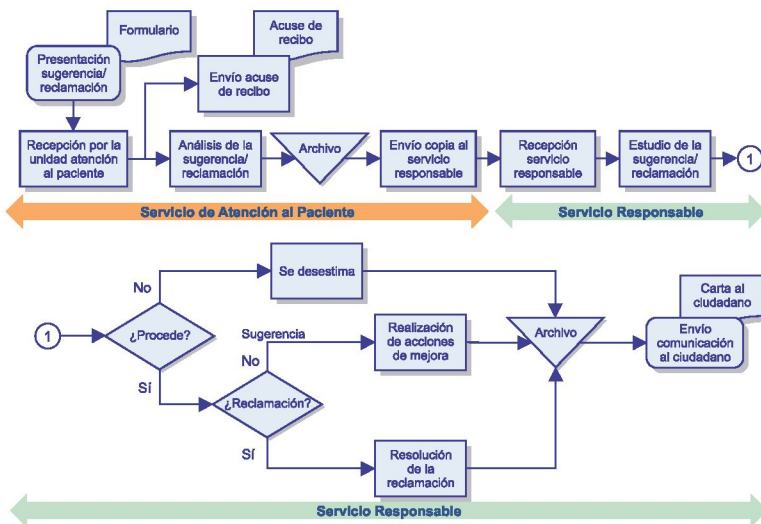 Formulario
Presentación
sugerencia/
reclamación
Acuse de
recibo
Envío acuse
de recibo
Recepción por la
unidad atención
al paciente
Análisis de la
sugerencia/
reclamación
Archivo
Envío copia al
servicio
responsable
Recepción
servicio
responsable
Estudio de la
sugerencia/
reclamación
1
Servicio de Atención al Paciente
Servicio Responsable
1
¿Procede?
No
Se desestima
Sí
¿Reclamación?
Sugerencia
No
Realización
de acciones
de mejora
Sí
Resolución
de la
reclamación
Archivo
Carta al
ciudadano
Envío
comunicación
al ciudadano
Servicio Responsable